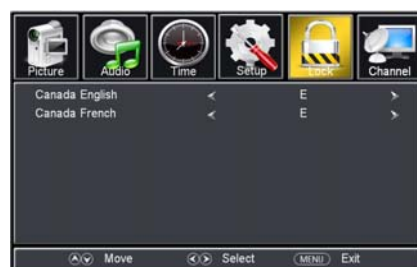 Picture Audio Time Setup Lock Channel
Canada English E
Canada French E
Move Select MENU Exit